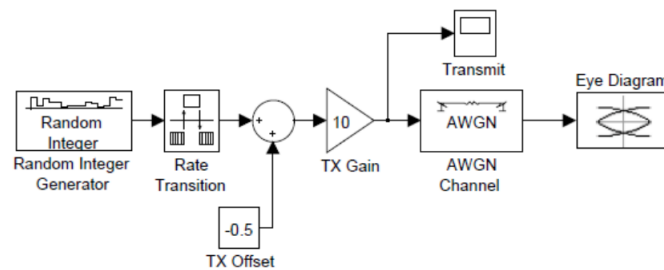 Transmit
Eye Diagram
Random
Integer
Random Integer
Generator
Rate
Transition
+
+
10
TX Gain
AWGN
AWGN
Channel
-0.5
TX Offset